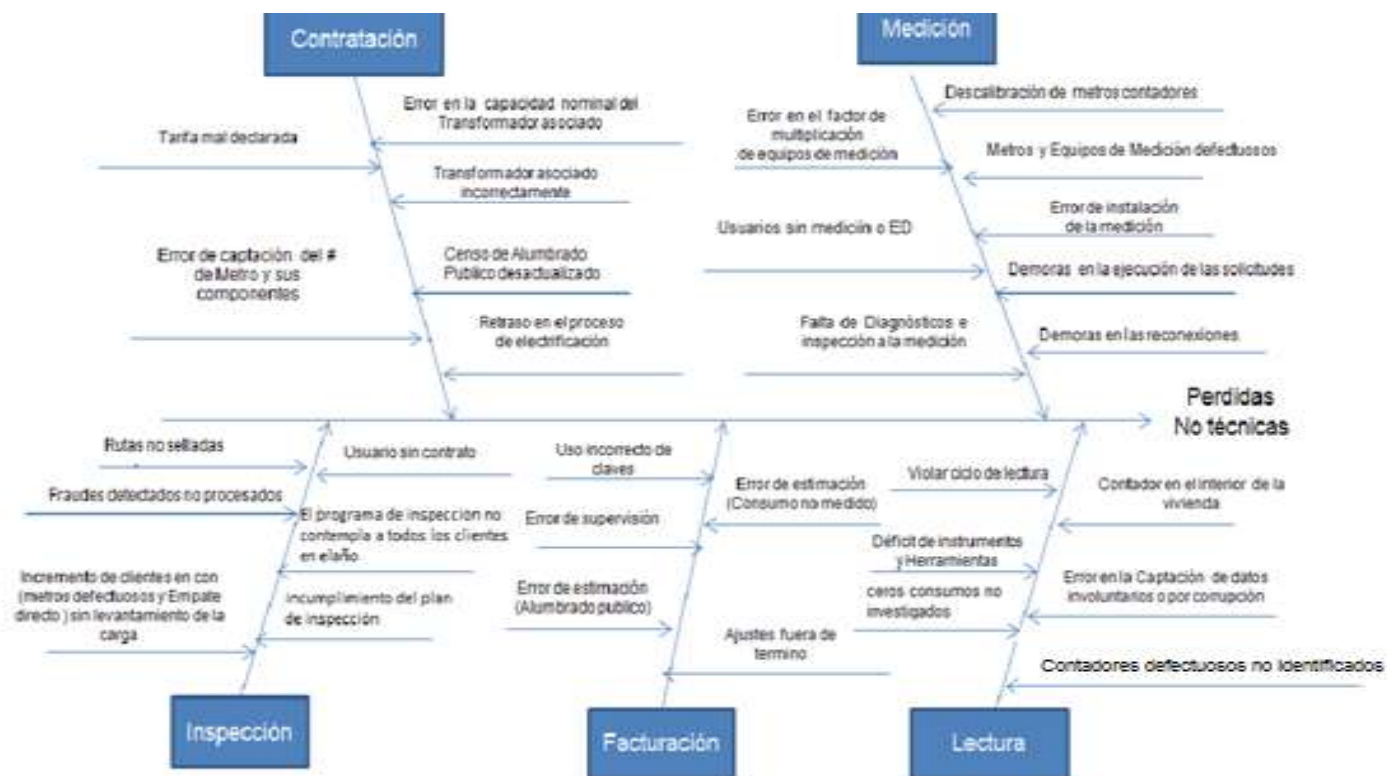 Contratación
Medición
Error en la capacidad nominal del
Transformador asociado
Tarifa mal declarada
Transformador asociado
incorrectamente
Error de captación del #
de Metro y sus
componentes
Censo de Alumbrado
Publico desactualizado
Retraso en el proceso
de electrificación
Descalibración de metros contadores
Error en el factor de
multiplicación
de equipos de medición
Metros y Equipos de Medición defectuosos
Error de instalación
de la medición
Usuarios sin medición o ED
Demoras en la ejecución de las solicitudes
Falta de Diagnósticos e
inspección a la medición
Demoras en las reconexiones
Perdidas
No técnicas
Rutas no selladas
Usuario sin contrato
Fraudes detectados no procesados
El programa de inspección no
contempla a todos los clientes
en elaño
Incremento de clientes en con
(metros defectuosos y Empate
directo ) sin levantamiento de la
carga
incumplimiento del plan
de inspección
Uso incorrecto de
claves
Error de estimación
(Consumo no medido)
Error de supervisión
Error de estimación
(Alumbrado publico)
Ajustes fuera de
termino
Violar ciclo de lectura
Contador en el interior de la
vivienda
Déficit de instrumentos
y Herramientas
Error en la Captación de datos
involuntarios o por corrupción
ceros consumos no
investigados
Contadores defectuosos no identificados
Inspección
Facturación
Lectura